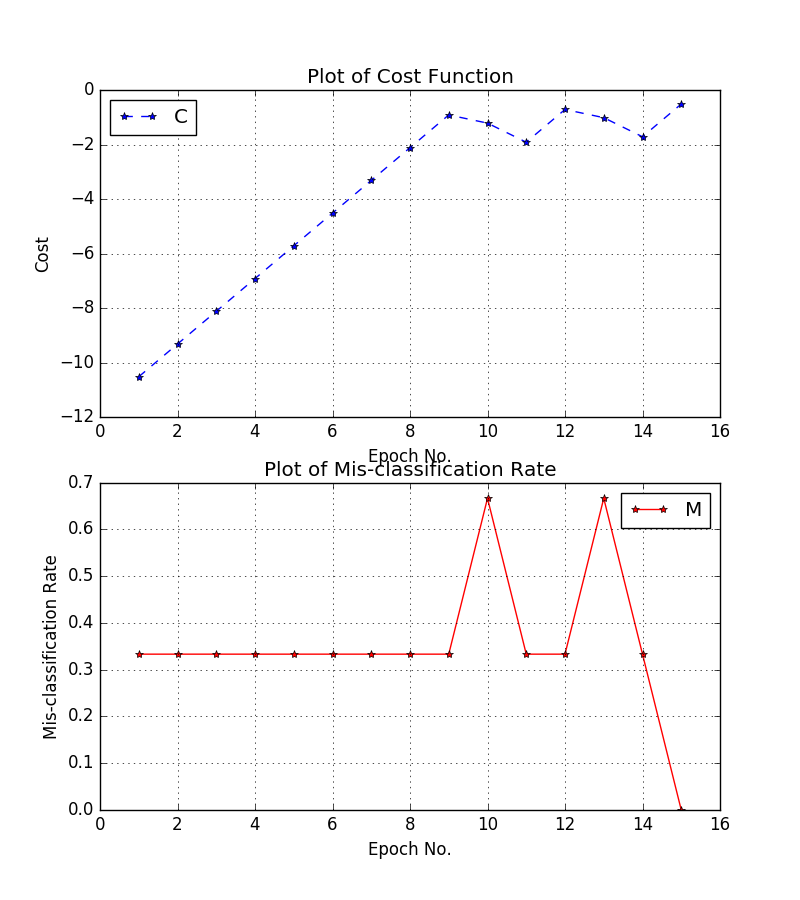 Plot of Cost Function
0
−2
−4
−6
−8
−10
−12
Cost
C
0 2 4 6 8 10 12 14 16
Epoch No.
Plot of Mis-classification Rate
0.7
0.6
0.5
0.4
0.3
0.2
0.1
0.0
Mis-classification Rate
M
0 2 4 6 8 10 12 14 16
Epoch No.